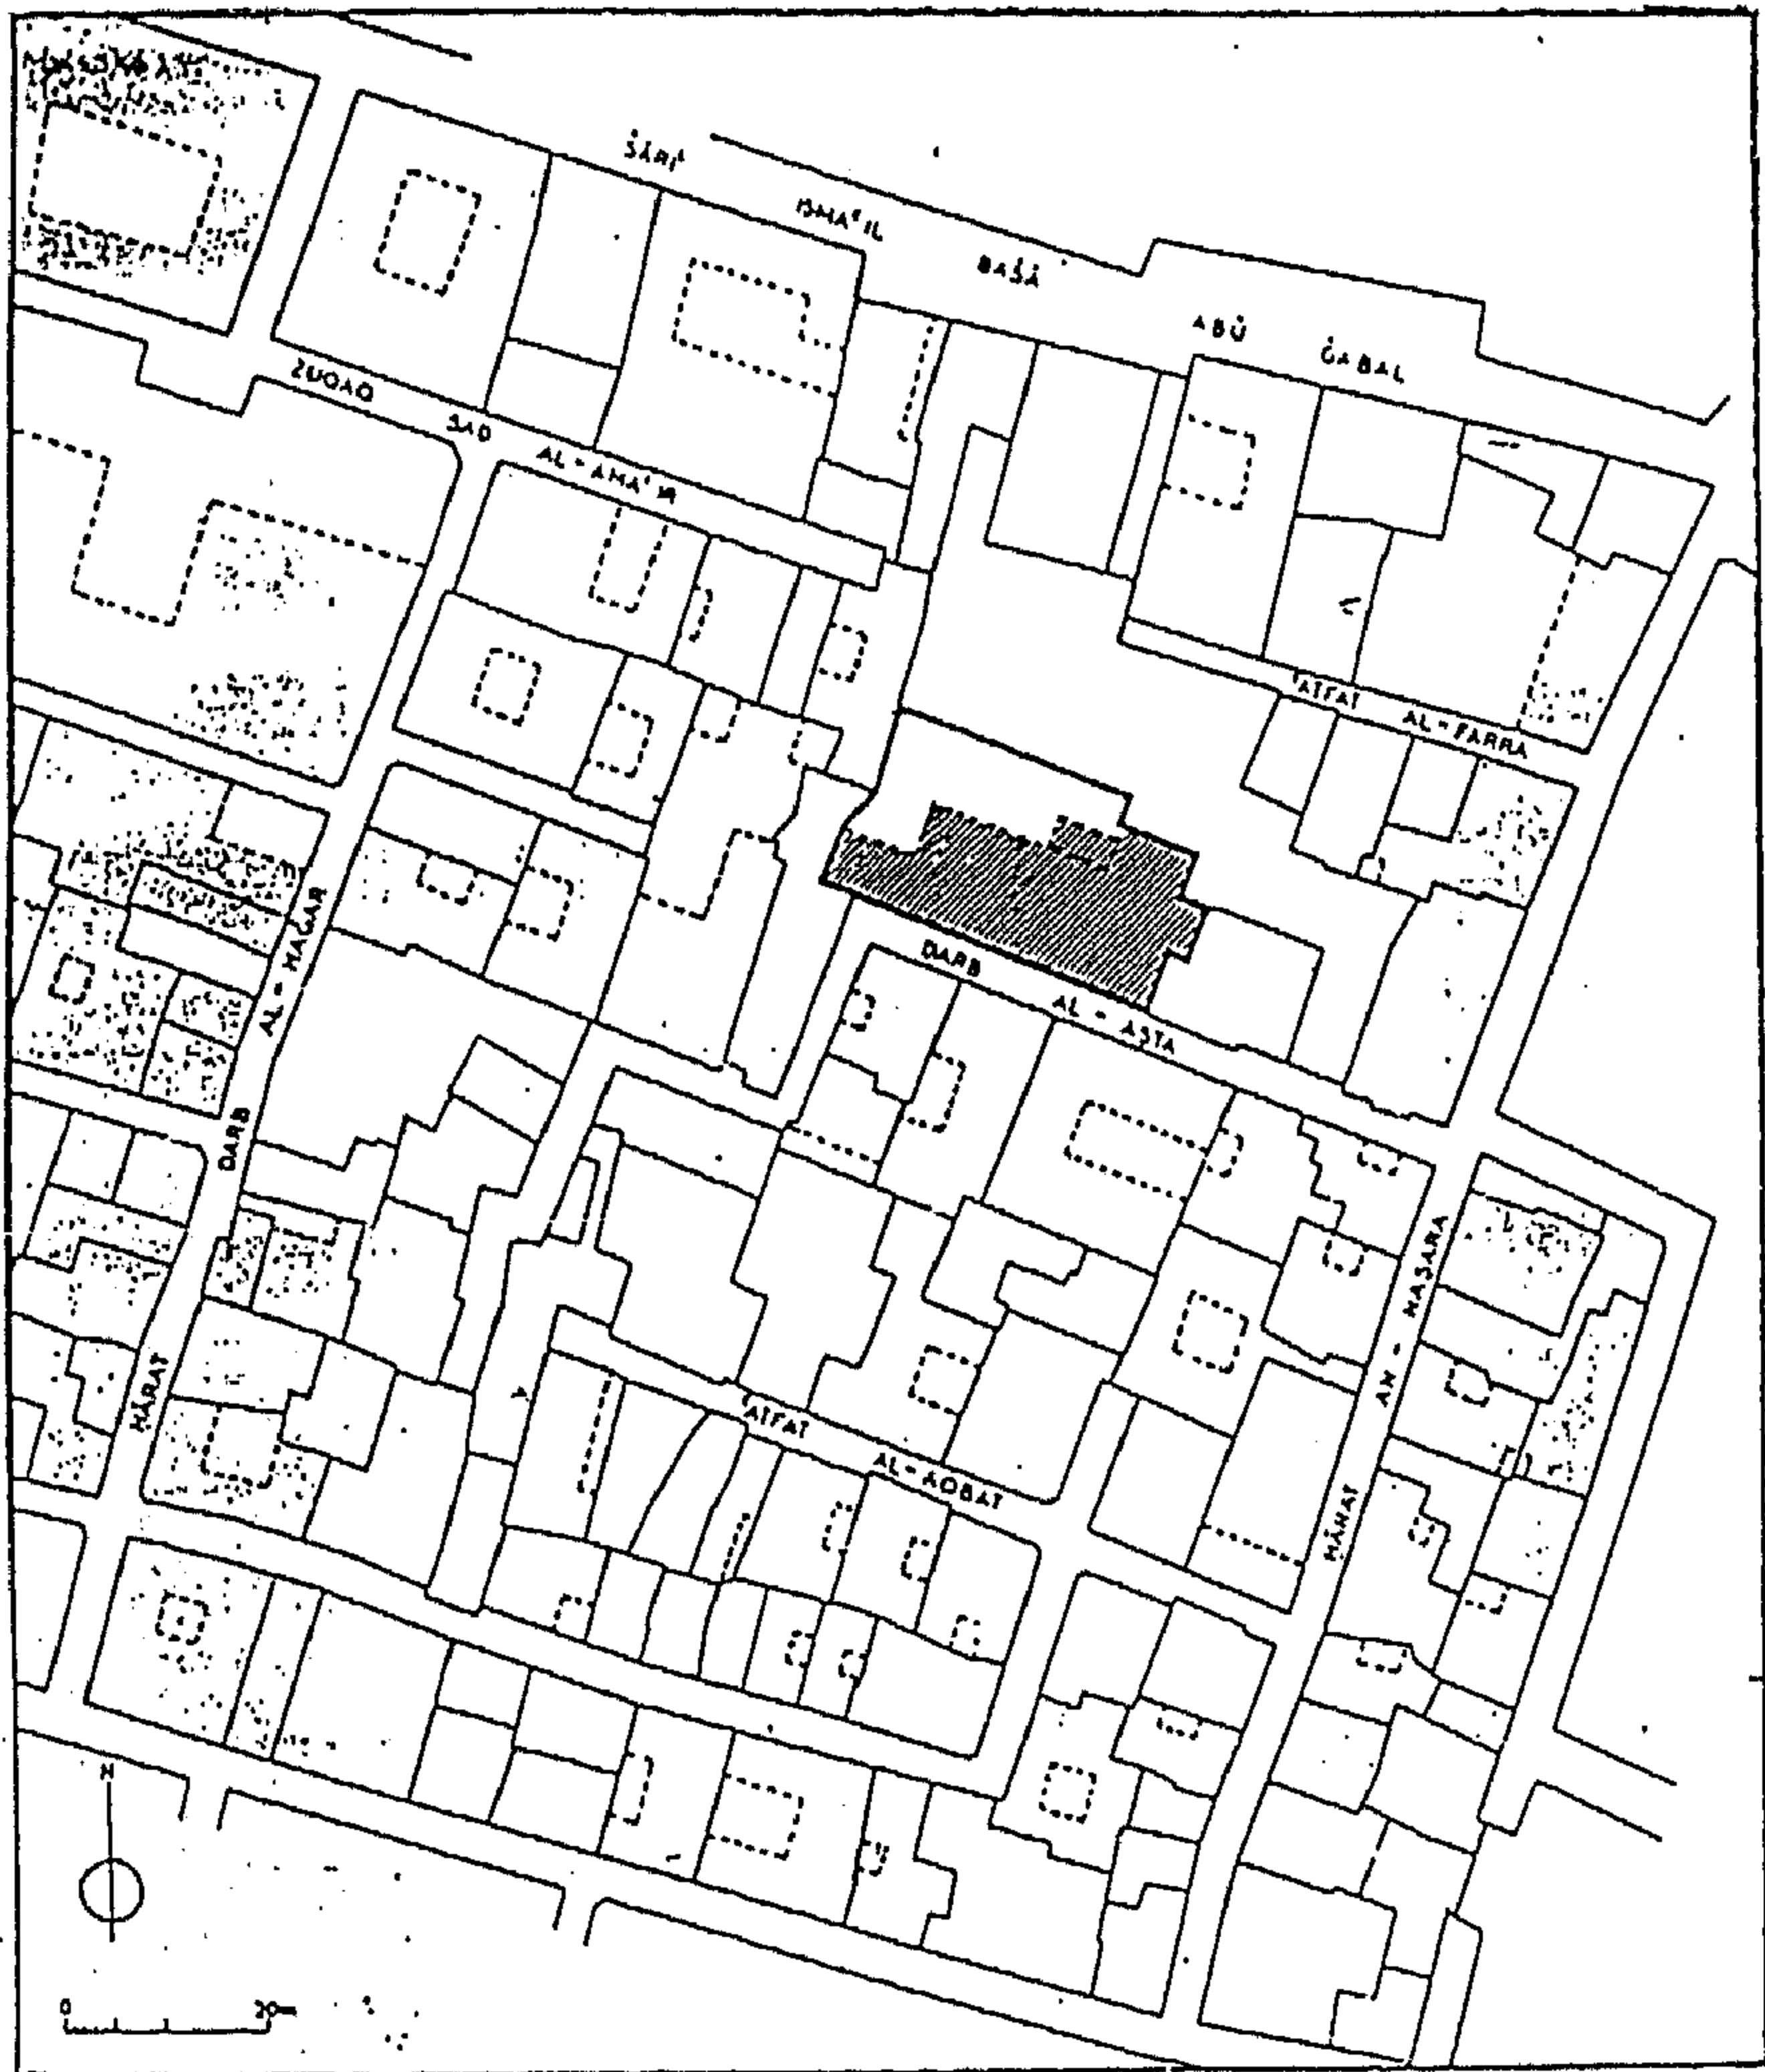 ŠĀRIʿ
ISMAʿIL
BAŠĀ
ABŪ
ĠABAL
ZUQAQ
SAD
AL-AMAʿIR
ʿATFAT AL-FARRA
DARB AL-ASTA
HĀRAT DARB AL-HAGAR
HĀRAT AN-NASARA
ʿATFAT AL-AQBAT
N
0 20m